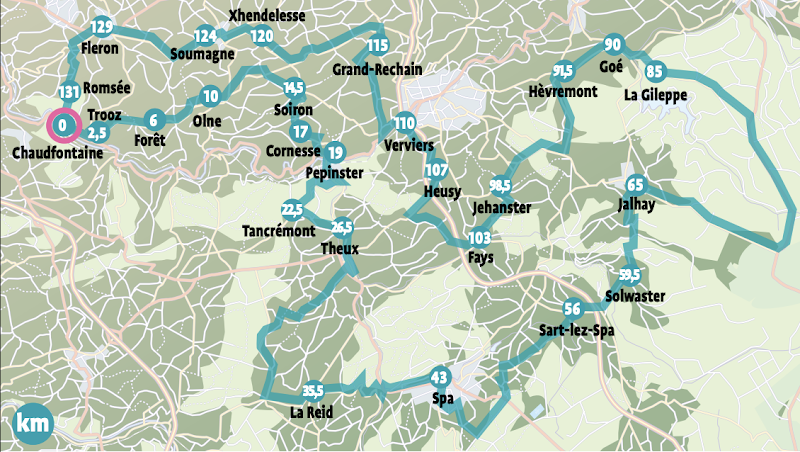 0
Chaudfontaine
2,5
Trooz
6
Forêt
10
Olne
14,5
Soiron
17
Cornesse
19
Pepinster
22,5
Tancrémont
26,5
Theux
35,5
La Reid
43
Spa
56
Sart-lez-Spa
59,5
Solwaster
65
Jalhay
85
La Gileppe
90
Goé
91,5
Hèvremont
98,5
Jehanster
103
Fays
107
Heusy
110
Verviers
115
Grand-Rechain
120
Xhendelesse
124
Soumagne
129
Fleron
131
Romsée
km